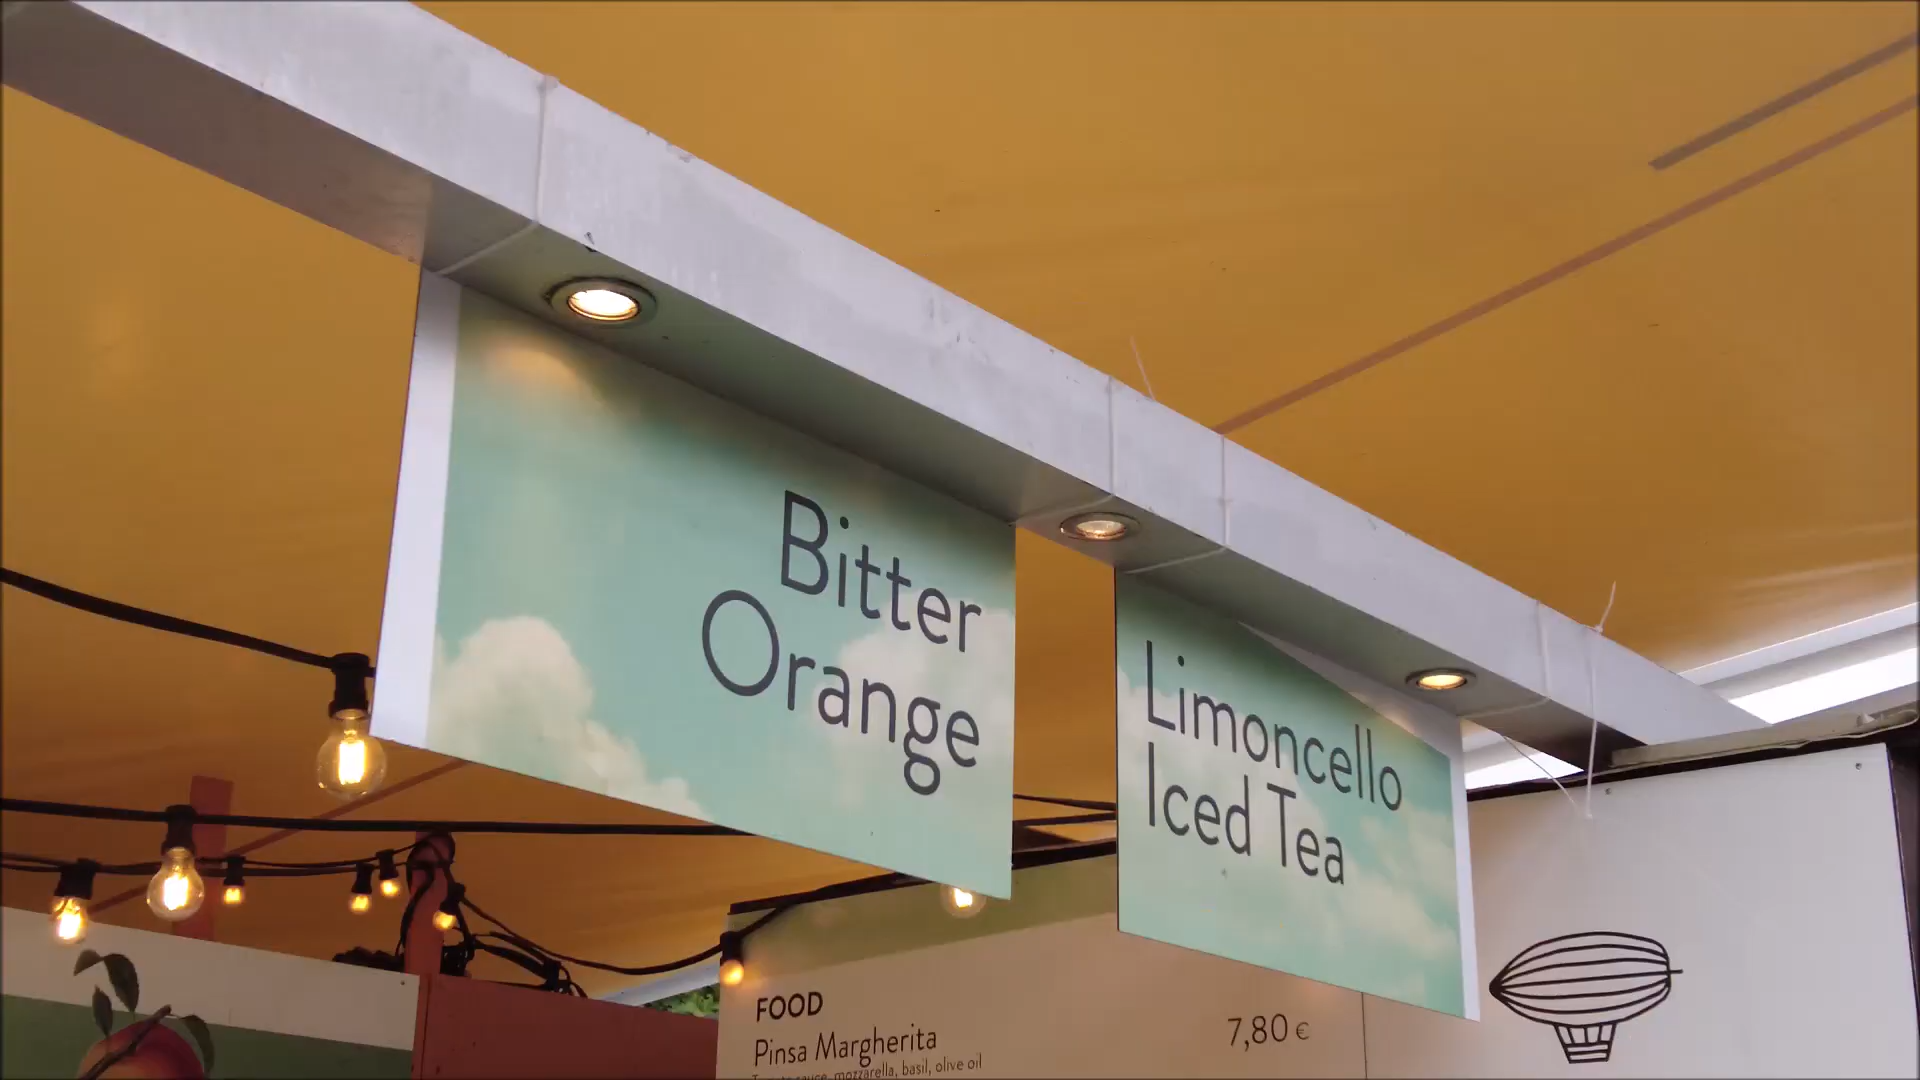 Bitter
Orange
Limoncello
Iced Tea
FOOD
Pinsa Margherita
7,80 €
sauce, mozzarella, basil, olive oil